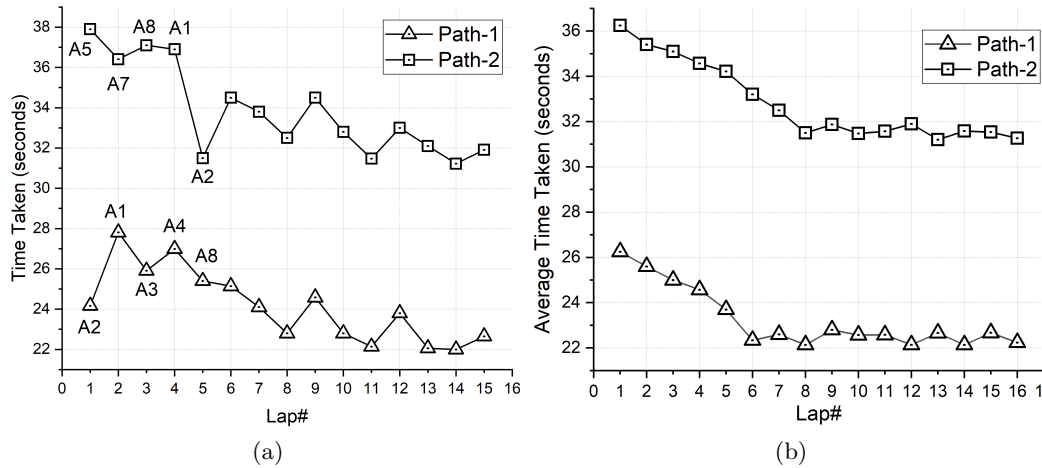 38
36
34
32
30
28
26
24
22
Time Taken (seconds)
A5
A7
A8
A1
A2
A1
A2
A3
A4
A8
Path-1
Path-2
0 1 2 3 4 5 6 7 8 9 10 11 12 13 14 15 16
Lap#
(a)
38
36
34
32
30
28
26
24
22
Average Time Taken (seconds)
Path-1
Path-2
0 1 2 3 4 5 6 7 8 9 10 11 12 13 14 15 16
Lap#
(b)